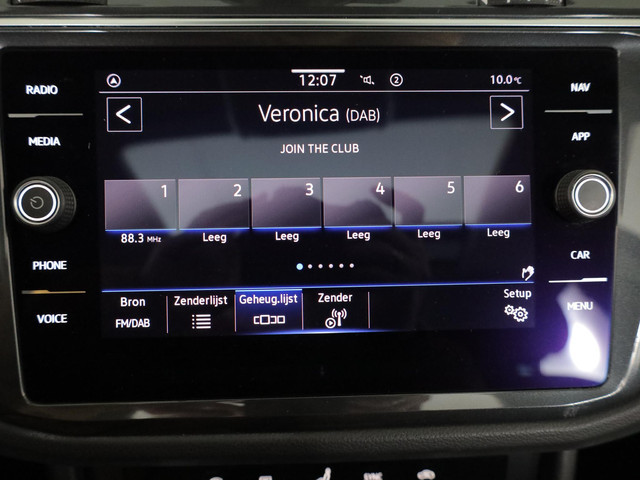 RADIO
MEDIA
PHONE
VOICE
12:07
2
10.0°C
<
Veronica (DAB)
>
JOIN THE CLUB
1 2 3 4 5 6
88.3 MHz Leeg Leeg Leeg Leeg Leeg
Bron Zenderlijst Geheug.lijst Zender Setup
FM/DAB
NAV
APP
CAR
MENU